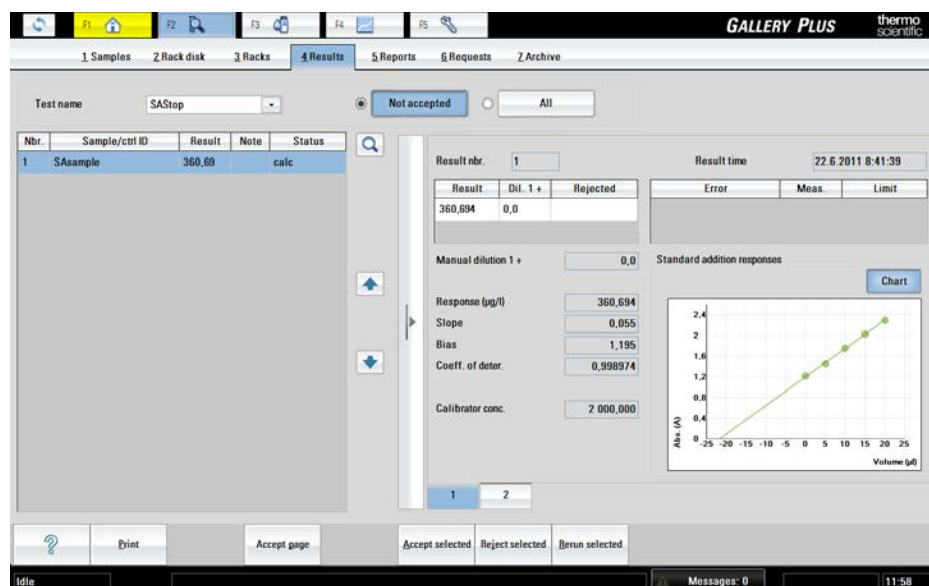 F1 F2 F3 F4 F5 GALLERY PLUS thermo scientific
1 Samples 2 Rack disk 3 Racks 4 Results 5 Reports 6 Requests 7 Archive
Test name SAStop Not accepted All
Nbr. Sample/ctrl ID Result Note Status
1 SAsample 360,69 calc
Result nbr. 1 Result time 22.6.2011 8:41:39
Result Dil. 1 + Rejected Error Meas. Limit
360,694 0,0
Manual dilution 1 + 0,0 Standard addition responses
Chart
Response (µg/l) 360,694
Slope 0,055
Bias 1,195
Coeff. of deter. 0,998974
Calibrator conc. 2 000,000
2,4
2
1,6
1,2
0,8
0,4
0
Abs. (A)
-25 -20 -15 -10 -5 0 5 10 15 20 25
Volume (µl)
1 2
? Print Accept page Accept selected Reject selected Rerun selected
Idle Messages: 0 11:58